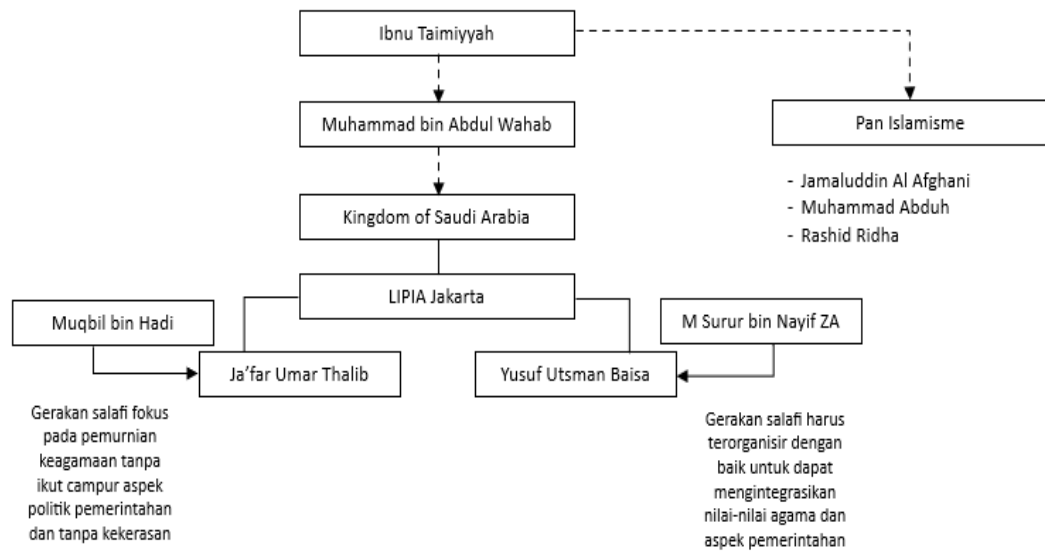 Ibnu Taimiyyah
Muhammad bin Abdul Wahab
Pan Islamisme
- Jamaluddin Al Afghani
- Muhammad Abduh
- Rashid Ridha
Kingdom of Saudi Arabia
LIPIA Jakarta
Muqbil bin Hadi
M Surur bin Nayif ZA
Ja'far Umar Thalib
Yusuf Utsman Baisa
Gerakan salafi fokus
pada pemurnian
keagamaan tanpa
ikut campur aspek
politik pemerintahan
dan tanpa kekerasan
Gerakan salafi harus
terorganisir dengan
baik untuk dapat
mengintegrasikan
nilai-nilai agama dan
aspek pemerintahan